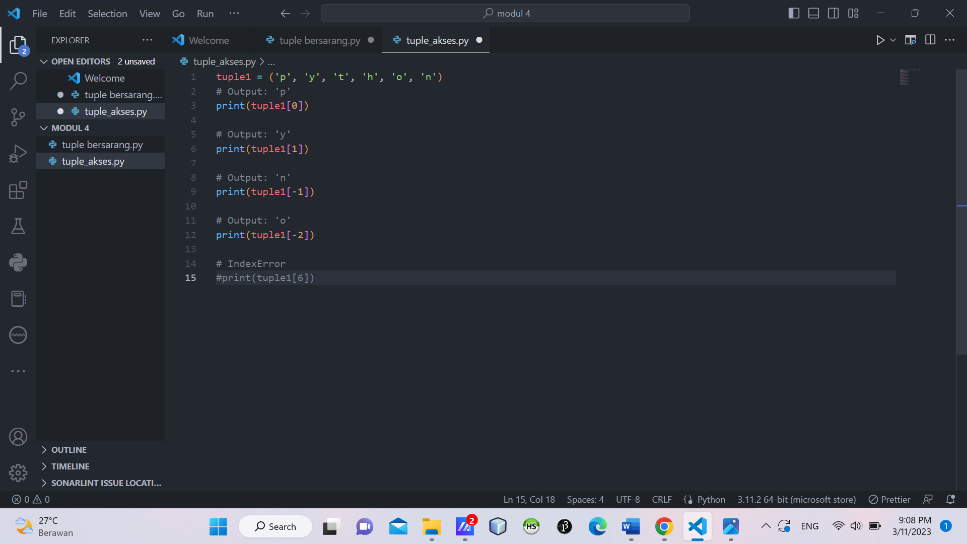 File Edit Selection View Go Run ... modul 4
EXPLORER ... Welcome tuple bersarang.py tuple_akses.py
OPEN EDITORS 2 unsaved
Welcome
tuple bersarang....
tuple_akses.py
MODUL 4
tuple bersarang.py
tuple_akses.py
OUTLINE
TIMELINE
SONARLINT ISSUE LOCATI...
2
tuple_akses.py > ...
1 tuple1 = ('p', 'y', 't', 'h', 'o', 'n')
2 # Output: 'p'
3 print(tuple1[0])
4
5 # Output: 'y'
6 print(tuple1[1])
7
8 # Output: 'n'
9 print(tuple1[-1])
10
11 # Output: 'o'
12 print(tuple1[-2])
13
14 # IndexError
15 #print(tuple1[6])
0 0 Ln 15, Col 18 Spaces: 4 UTF-8 CRLF Python 3.11.2 64-bit (microsoft store) Prettier
27°C
Berawan
Search
2
HS
β
ENG
9:08 PM
3/11/2023
1